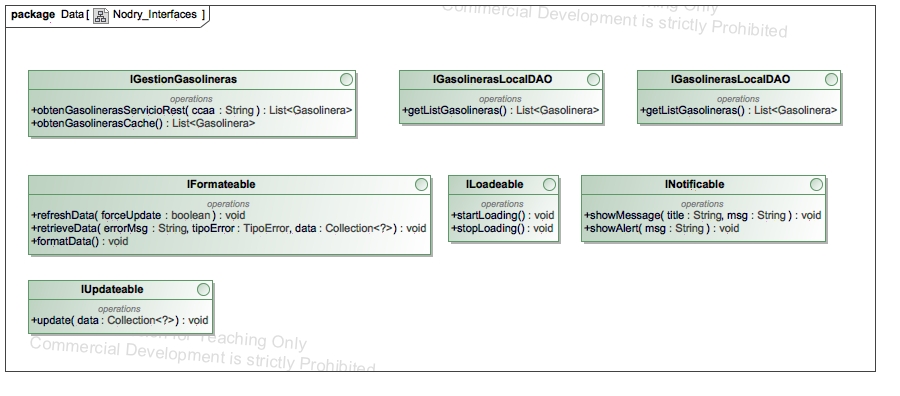 package Data [ Nodry_Interfaces ]
ching Only
Commercial Development is strictly Prohibited
IGestionGasolineras
operations
+obtenGasolinerasServicioRest( ccaa : String ) : List<Gasolinera>
+obtenGasolinerasCache() : List<Gasolinera>
IGasolinerasLocalDAO
operations
+getListGasolineras() : List<Gasolinera>
IGasolinerasLocalDAO
operations
+getListGasolineras() : List<Gasolinera>
IFormateable
operations
+refreshData( forceUpdate : boolean ) : void
+retrieveData( errorMsg : String, tipoError : TipoError, data : Collection<?> ) : void
+formatData() : void
ILoadeable
operations
+startLoading() : void
+stopLoading() : void
INotificable
operations
+showMessage( title : String, msg : String ) : void
+showAlert( msg : String ) : void
IUpdateable
operations
+update( data : Collection<?> ) : void
for Teaching Only
Commercial Development is strictly Prohibited